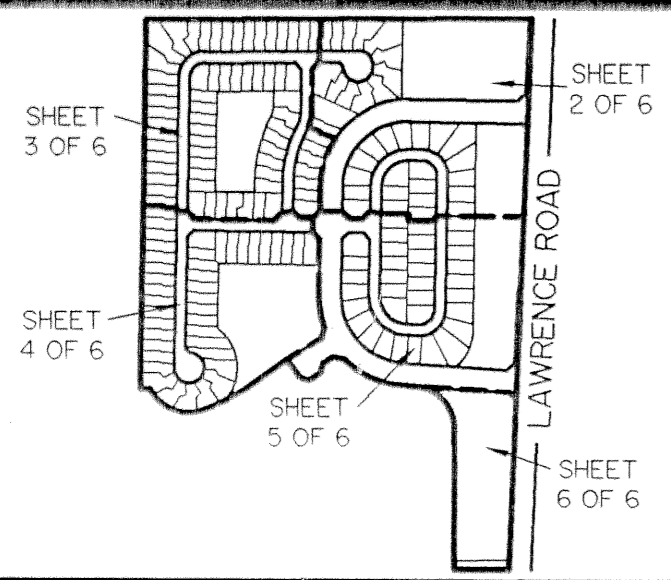 SHEET
2 OF 6
SHEET
3 OF 6
LAWRENCE ROAD
SHEET
4 OF 6
SHEET
5 OF 6
SHEET
6 OF 6